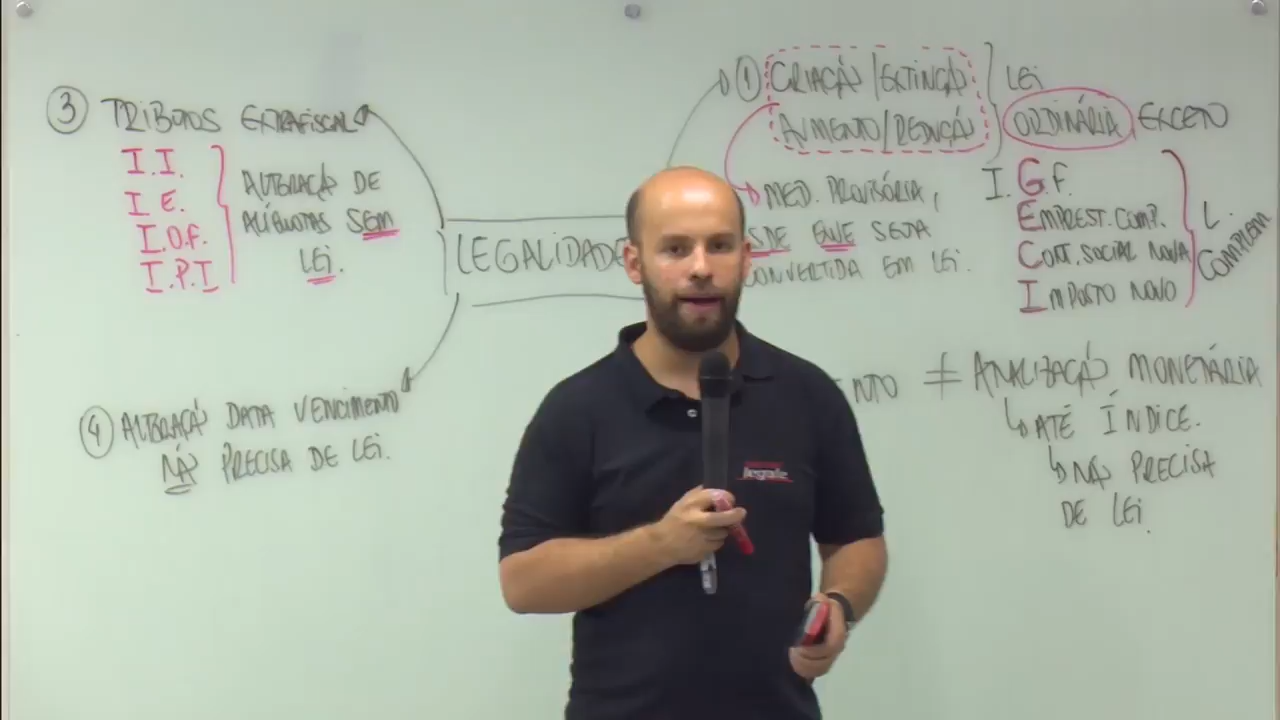 ③ TRIBUTOS EXTRAFISCAL
I.I.
I E.
I.O.F.
I.P.I
ALTERAÇÃO DE
ALÍQUOTAS SEM
LEI.
④ ALTERAÇÃO DATA VENCIMENTO
NÃO PRECISA DE LEI.
LEGALIDADE
① CRIAÇÃO/EXTINÇÃO
AUMENTO/REDUÇÃO
LEI
ORDINÁRIA EXCETO
MED. PROVISÓRIA,
SDE QUE SEJA
CONVERTIDA EM LEI.
I. G.F.
EMPREST. COMP.
CONT. SOCIAL NOVA
IMPOSTO NOVO
L.
COMPLEM
NTO ≠ ATUALIZAÇÃO MONETÁRIA
ATÉ ÍNDICE.
NÃO PRECISA
DE LEI.